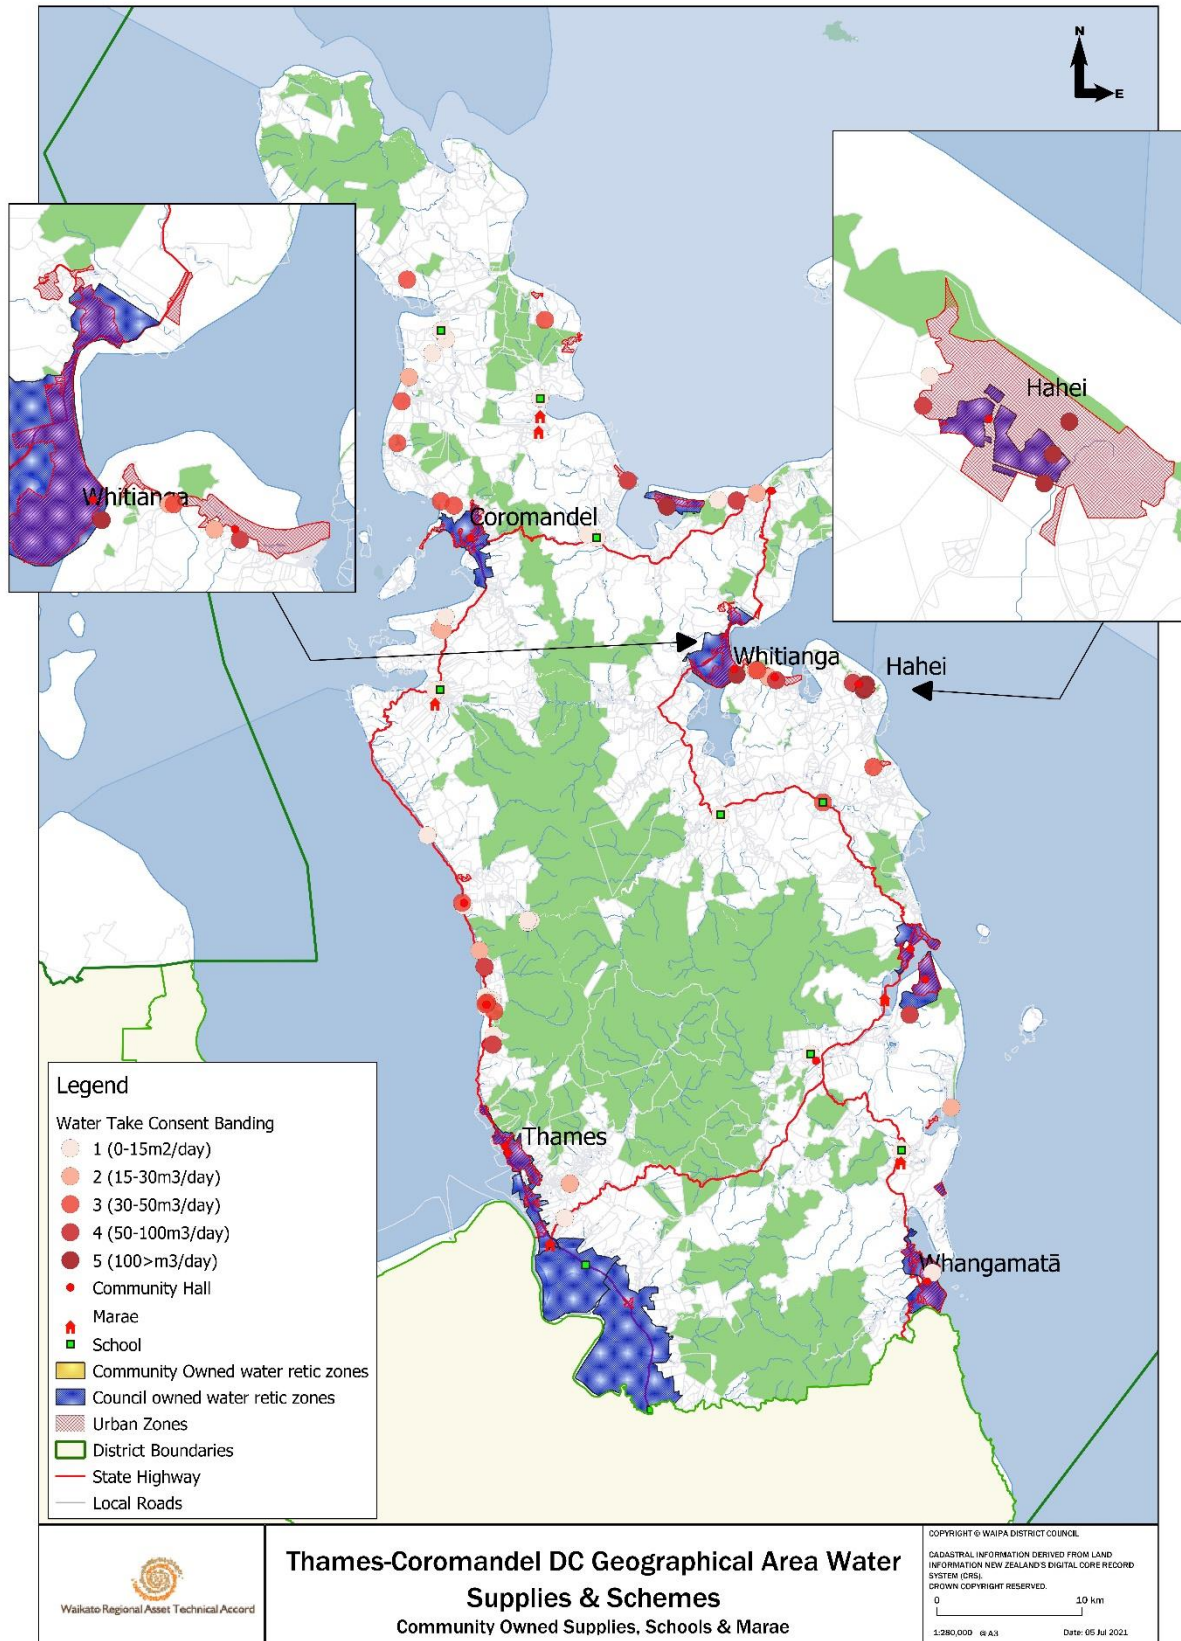 N
E
Hahei
Whitianga
Coromandel
Whitianga
Hahei
Thames
Whangamatā
Legend
Water Take Consent Banding
1 (0-15m2/day)
2 (15-30m3/day)
3 (30-50m3/day)
4 (50-100m3/day)
5 (100>m3/day)
Community Hall
Marae
School
Community Owned water retic zones
Council owned water retic zones
Urban Zones
District Boundaries
State Highway
Local Roads
Waikato Regional Asset Technical Accord
Thames-Coromandel DC Geographical Area Water
Supplies & Schemes
Community Owned Supplies, Schools & Marae
COPYRIGHT © WAIPA DISTRICT COUNCIL
CADASTRAL INFORMATION DERIVED FROM LAND
INFORMATION NEW ZEALAND'S DIGITAL CORE RECORD
SYSTEM (CRS).
CROWN COPYRIGHT RESERVED.
0 10 km
1:280,000 @ A3 Date: 05 Jul 2021